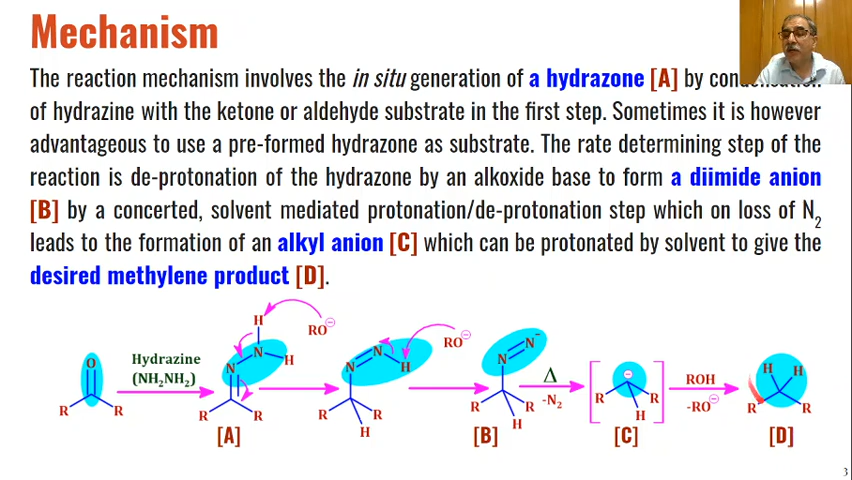 Mechanism
The reaction mechanism involves the in situ generation of a hydrazone [A] by
of hydrazine with the ketone or aldehyde substrate in the first step. Sometimes it is however
advantageous to use a pre-formed hydrazone as substrate. The rate determining step of the
reaction is de-protonation of the hydrazone by an alkoxide base to form a diimide anion
[B] by a concerted, solvent mediated protonation/de-protonation step which on loss of N₂
leads to the formation of an alkyl anion [C] which can be protonated by solvent to give the
desired methylene product [D].
O
R R
Hydrazine
(NH₂NH₂)
H
RO⊖
N
H
N
R R
[A]
N
N
H
R R
H
RO⊖
N
N⁻
R R
H
[B]
Δ
-N₂
⊖
R R
H
[C]
ROH
-RO⊖
H H
R R
[D]
3